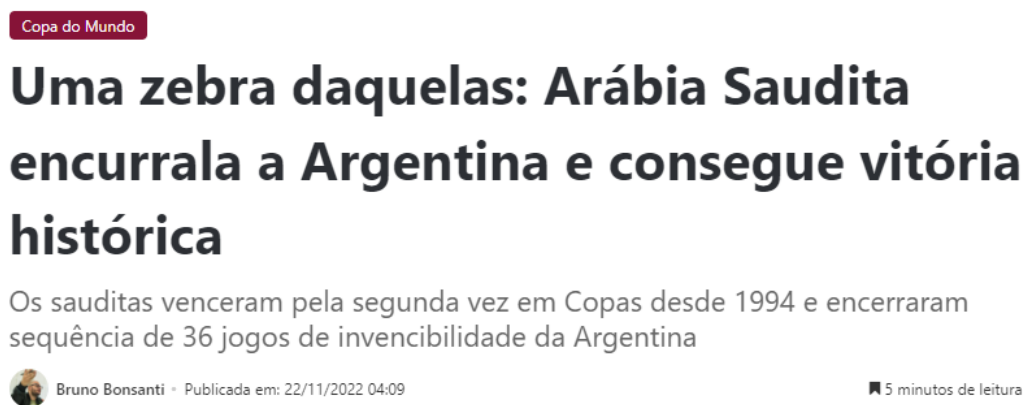 Copa do Mundo
Uma zebra daquelas: Arábia Saudita
encurrala a Argentina e consegue vitória
histórica
Os sauditas venceram pela segunda vez em Copas desde 1994 e encerraram
sequência de 36 jogos de invencibilidade da Argentina
Bruno Bonsanti • Publicada em: 22/11/2022 04:09 5 minutos de leitura